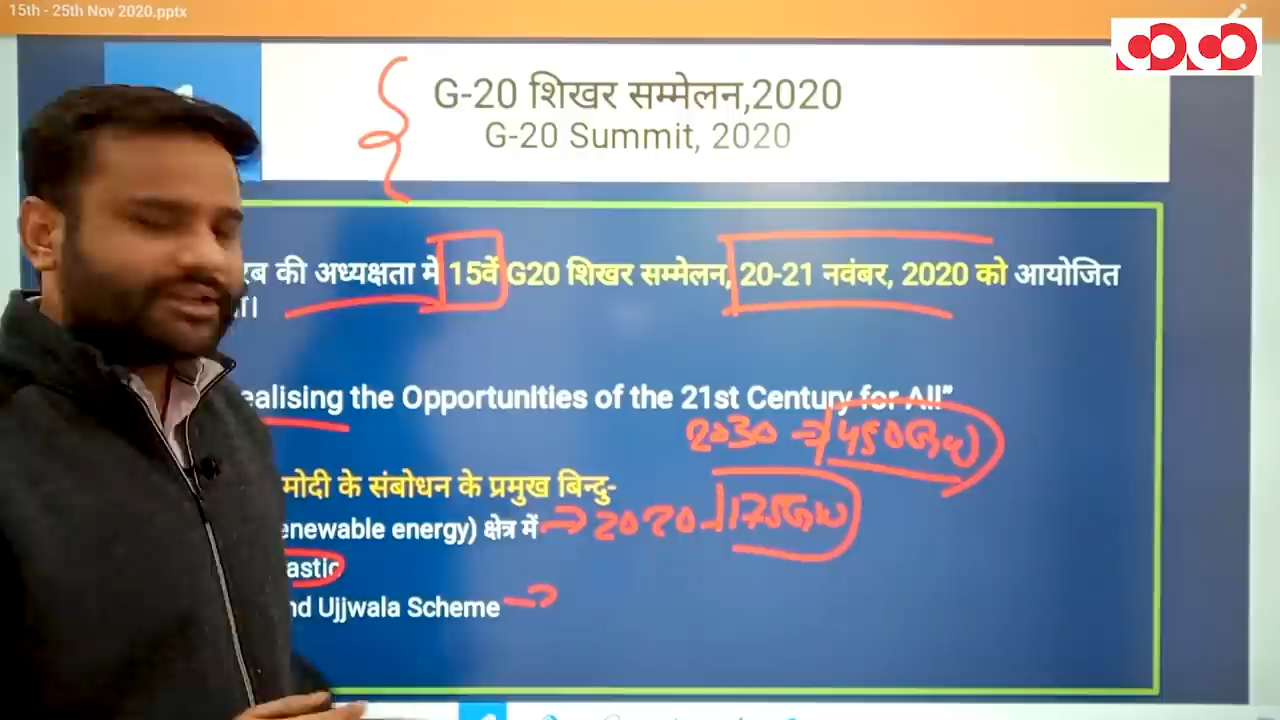 15th - 25th Nov 2020.pptx
G-20 शिखर सम्मेलन,2020
G-20 Summit, 2020
की अध्यक्षता में 15वें G20 शिखर सम्मेलन, 20-21 नवंबर, 2020 को आयोजित
ealising the Opportunities of the 21st Century for All”
2030 ⇒ 450GW
मोदी के संबोधन के प्रमुख बिन्दु-
enewable energy) क्षेत्र में → 2020 175GW
astic
nd Ujjwala Scheme →